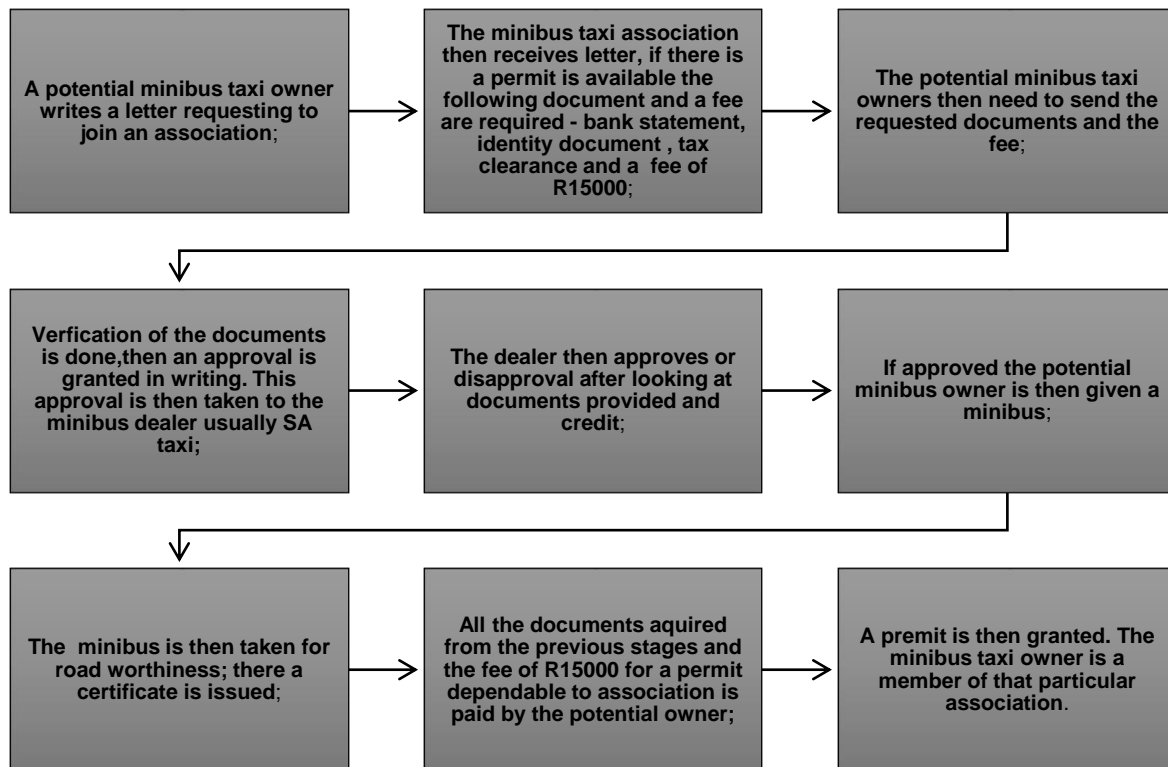 A potential minibus taxi owner
writes a letter requesting to
join an association;
The minibus taxi association
then receives letter, if there is
a permit is available the
following document and a fee
are required - bank statement,
identity document , tax
clearance and a fee of
R15000;
The potential minibus taxi
owners then need to send the
requested documents and the
fee;
Verfication of the documents
is done,then an approval is
granted in writing. This
approval is then taken to the
minibus dealer usually SA
taxi;
The dealer then approves or
disapproval after looking at
documents provided and
credit;
If approved the potential
minibus owner is then given a
minibus;
The minibus is then taken for
road worthiness; there a
certificate is issued;
All the documents aquired
from the previous stages and
the fee of R15000 for a permit
dependable to association is
paid by the potential owner;
A premit is then granted. The
minibus taxi owner is a
member of that particular
association.